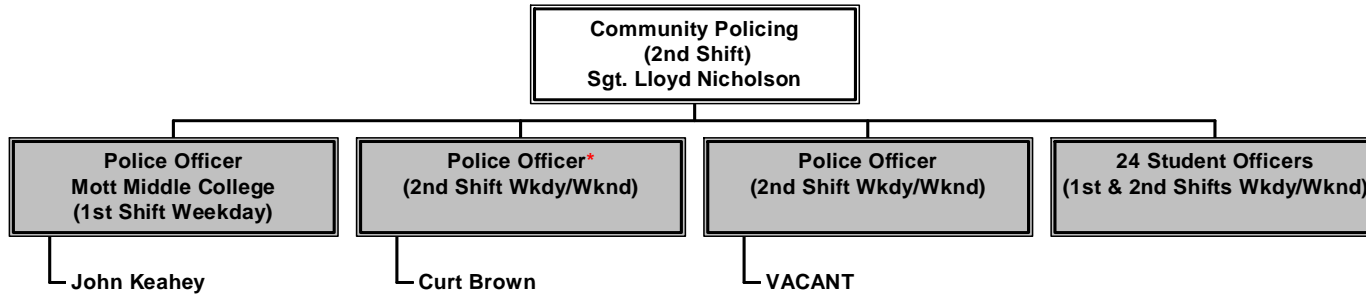 Community Policing
(2nd Shift)
Sgt. Lloyd Nicholson
Police Officer
Mott Middle College
(1st Shift Weekday)
John Keahey
Police Officer*
(2nd Shift Wkdy/Wknd)
Curt Brown
Police Officer
(2nd Shift Wkdy/Wknd)
VACANT
24 Student Officers
(1st & 2nd Shifts Wkdy/Wknd)